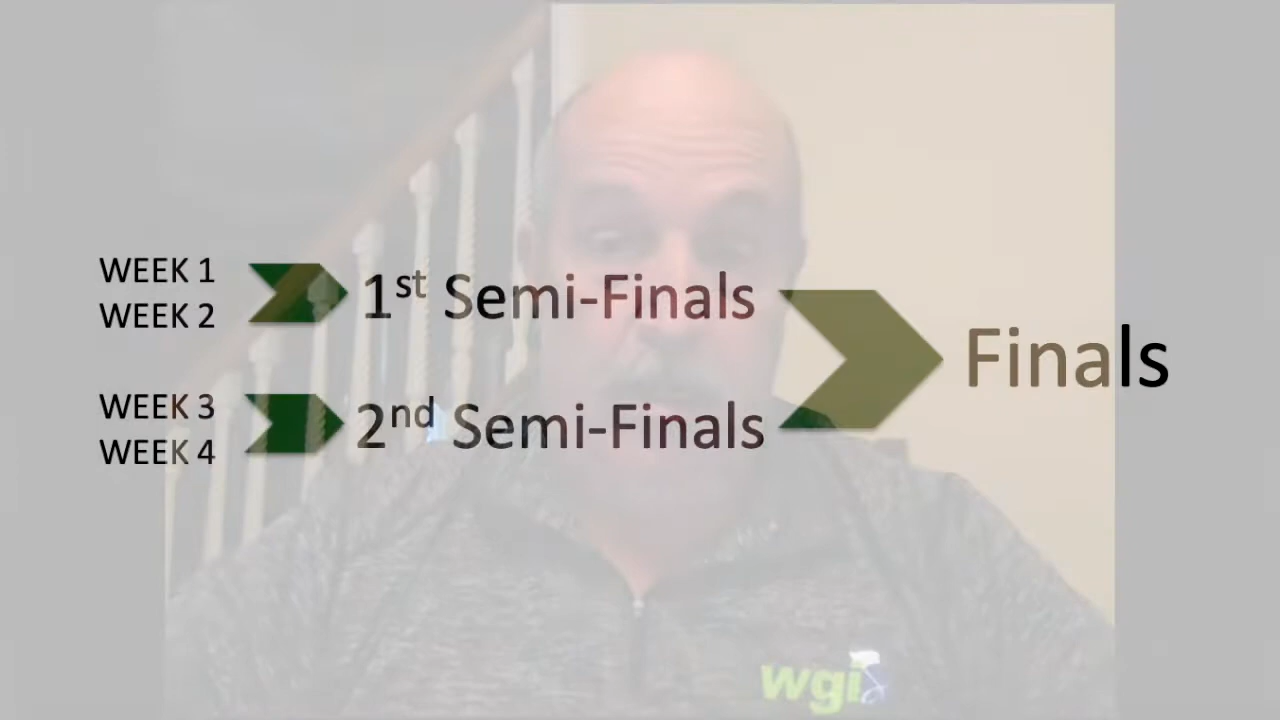 WEEK 1
WEEK 2
1st Semi-Finals
WEEK 3
WEEK 4
2nd Semi-Finals
Finals
wgi